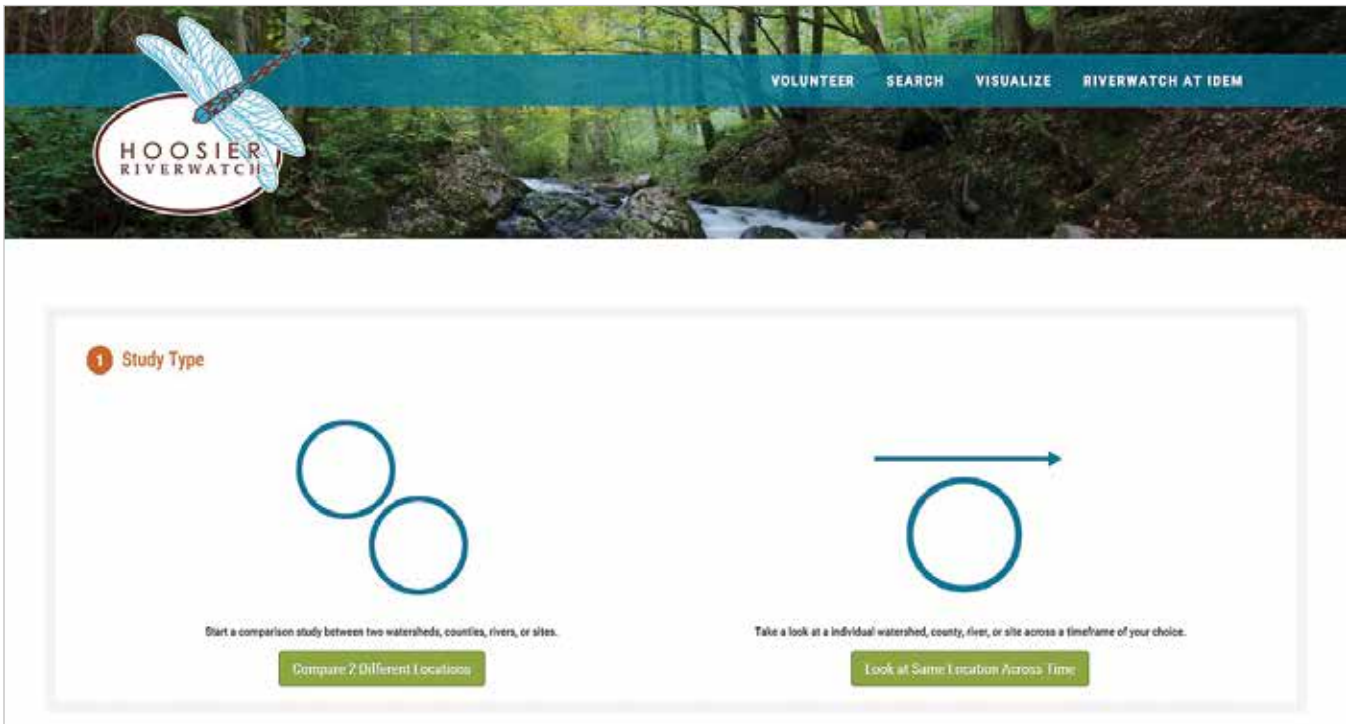 VOLUNTEER SEARCH VISUALIZE RIVERWATCH AT IDEM
HOOSIER
RIVERWATCH
1 Study Type
Start a comparison study between two watersheds, counties, rivers, or sites.
Take a look at a individual watershed, county, river, or site across a timeframe of your choice.
Compare 2 Different Locations
Look at Same Location Across Time